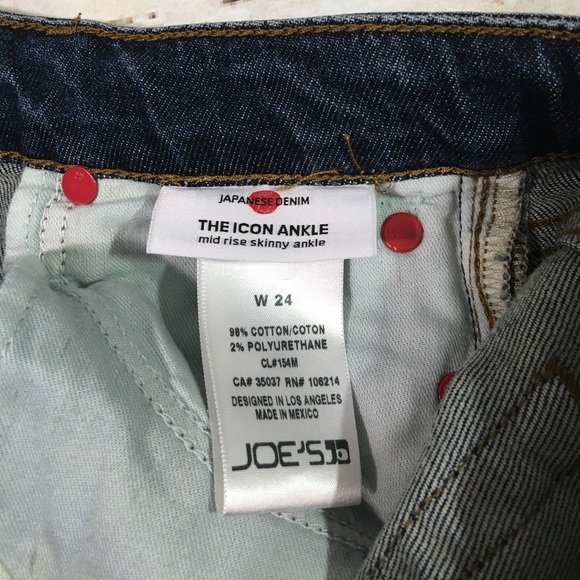 JAPANESE DENIM
THE ICON ANKLE
mid rise skinny ankle
W 24
98% COTTON/COTON
2% POLYURETHANE
CL#154M
CA# 35037 RN# 106214
DESIGNED IN LOS ANGELES
MADE IN MEXICO
JOE'S